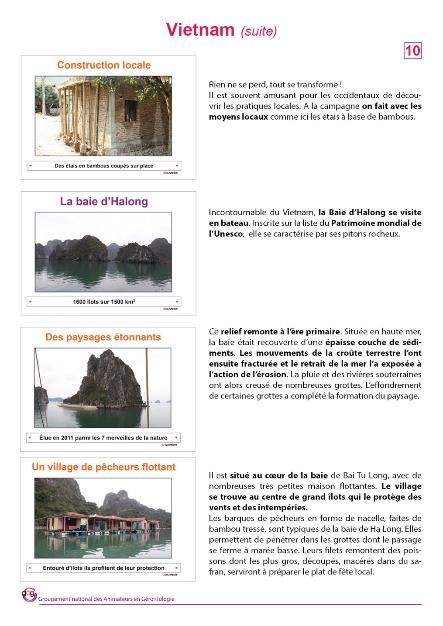 Vietnam (suite)
10
Construction locale
Des étais en bambous coupés sur place
Rien ne se perd, tout se transforme !
Il est souvent amusant pour les occidentaux de décou-
vrir les pratiques locales. A la campagne on fait avec les
moyens locaux comme ici les étais à base de bambous.
La baie d'Halong
1600 îlots sur 1500 km²
Incontournable du Vietnam, la Baie d'Halong se visite
en bateau. Inscrite sur la liste du Patrimoine mondial de
l'Unesco, elle se caractérise par ses pitons rocheux.
Des paysages étonnants
Élue en 2011 parmi les 7 merveilles de la nature
Ce relief remonte à l'ère primaire. Située en haute mer,
la baie était recouverte d'une épaisse couche de sédi-
ments. Les mouvements de la croûte terrestre l'ont
ensuite fracturée et le retrait de la mer l'a exposée à
l'action de l'érosion. La pluie et des rivières souterraines
ont alors creusé de nombreuses grottes. L'effondrement
de certaines grottes a complété la formation du paysage.
Un village de pêcheurs flottant
Entouré d'îlots ils profitent de leur protection
Il est situé au cœur de la baie de Bai Tu Long, avec de
nombreuses très petites maison flottantes. Le village
se trouve au centre de grand îlots qui le protège des
vents et des intempéries.
Les barques de pêcheurs en forme de nacelle, faites de
bambou tressé, sont typiques de la baie de Ha Long. Elles
permettent de pénétrer dans les grottes dont le passage
se ferme à marée basse. Leurs filets remontent des pois-
sons dont les plus gros, découpés, macérés dans du sa-
fran, serviront à préparer le plat de fête local.
Groupement national des Animateurs en Gérontologie